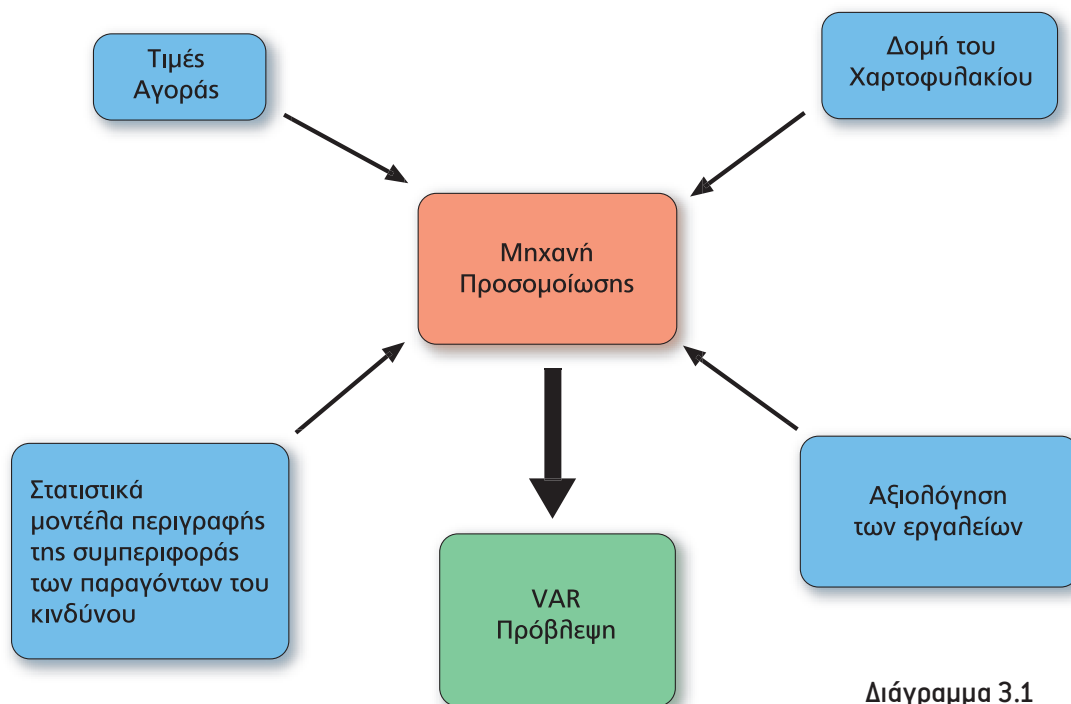 Τιμές
Αγοράς
Δομή του
Χαρτοφυλακίου
Μηχανή
Προσομοίωσης
Στατιστικά
μοντέλα περιγραφής
της συμπεριφοράς
των παραγόντων του
κινδύνου
Αξιολόγηση
των εργαλείων
VAR
Πρόβλεψη
Διάγραμμα 3.1